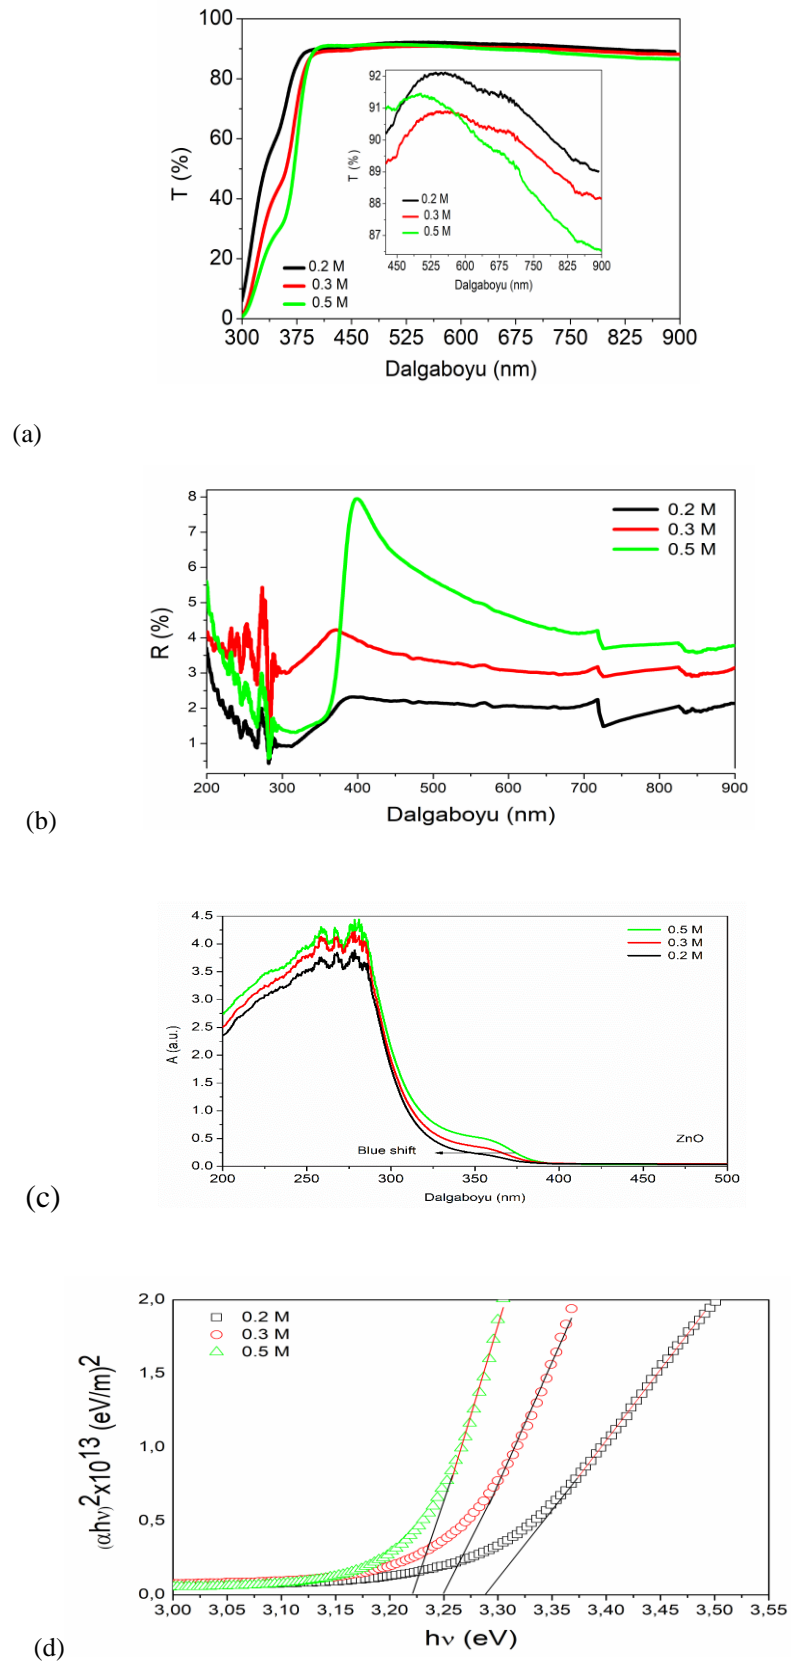 100
80
60
40
20
0
T (%)
92
91
90
89
88
87
T (%)
0.2 M
0.3 M
0.5 M
450 525 600 675 750 825 900
Dalgaboyu (nm)
0.2 M
0.3 M
0.5 M
300 375 450 525 600 675 750 825 900
Dalgaboyu (nm)
(a)
8
7
6
5
4
3
2
1
R (%)
0.2 M
0.3 M
0.5 M
200 300 400 500 600 700 800 900
Dalgaboyu (nm)
(b)
4.5
4.0
3.5
3.0
2.5
2.0
1.5
1.0
0.5
0.0
A (a.u.)
0.5 M
0.3 M
0.2 M
Blue shift
ZnO
200 250 300 350 400 450 500
Dalgaboyu (nm)
(c)
2,0
1,5
1,0
0,5
0,0
(αhν)2x10^13 (eV/m)2
0.2 M
0.3 M
0.5 M
3,00 3,05 3,10 3,15 3,20 3,25 3,30 3,35 3,40 3,45 3,50 3,55
hν (eV)
(d)